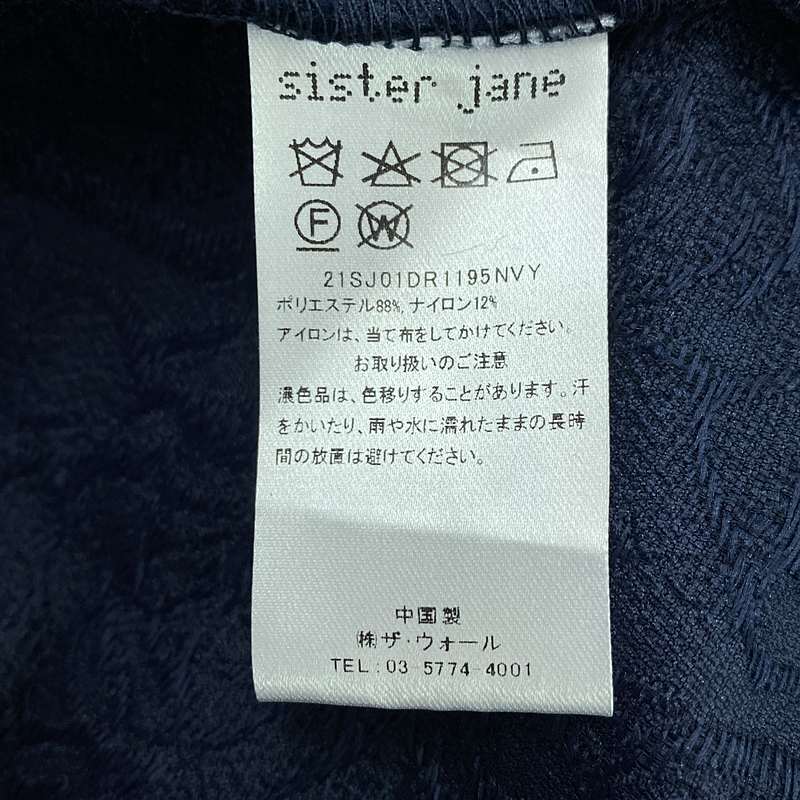 sister jane
F W
21SJ01DR1195NVY
ポリエステル88%, ナイロン12%
アイロンは、当て布をしてかけてください。
お取り扱いのご注意
濃色品は、色移りすることがあります。汗
をかいたり、雨や水に濡れたままの長時
間の放置は避けてください。
中国製
㈱ザ・ウォール
TEL:03-5774-4001